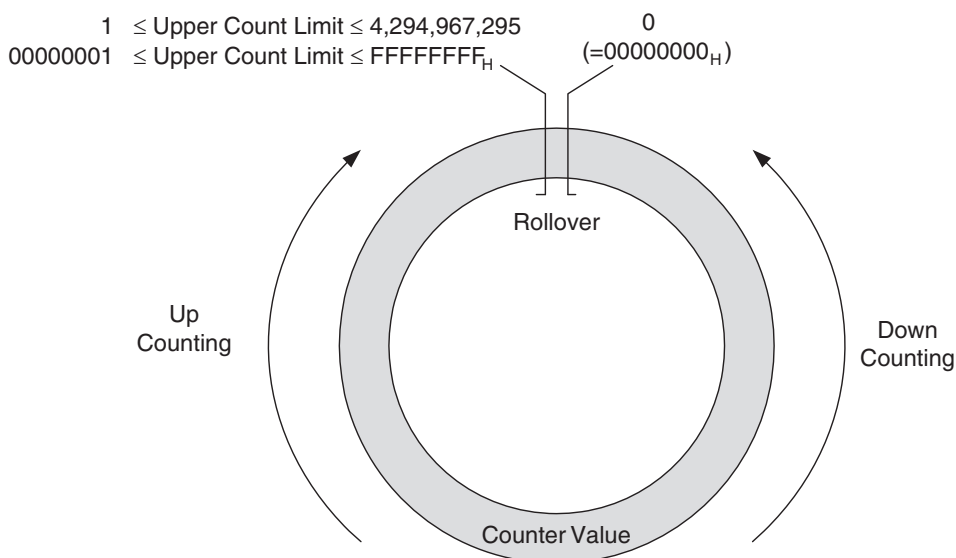 1 ≤ Upper Count Limit ≤ 4,294,967,295
00000001 ≤ Upper Count Limit ≤ FFFFFFFFH
0
(=00000000H)
Rollover
Up
Counting
Down
Counting
Counter Value